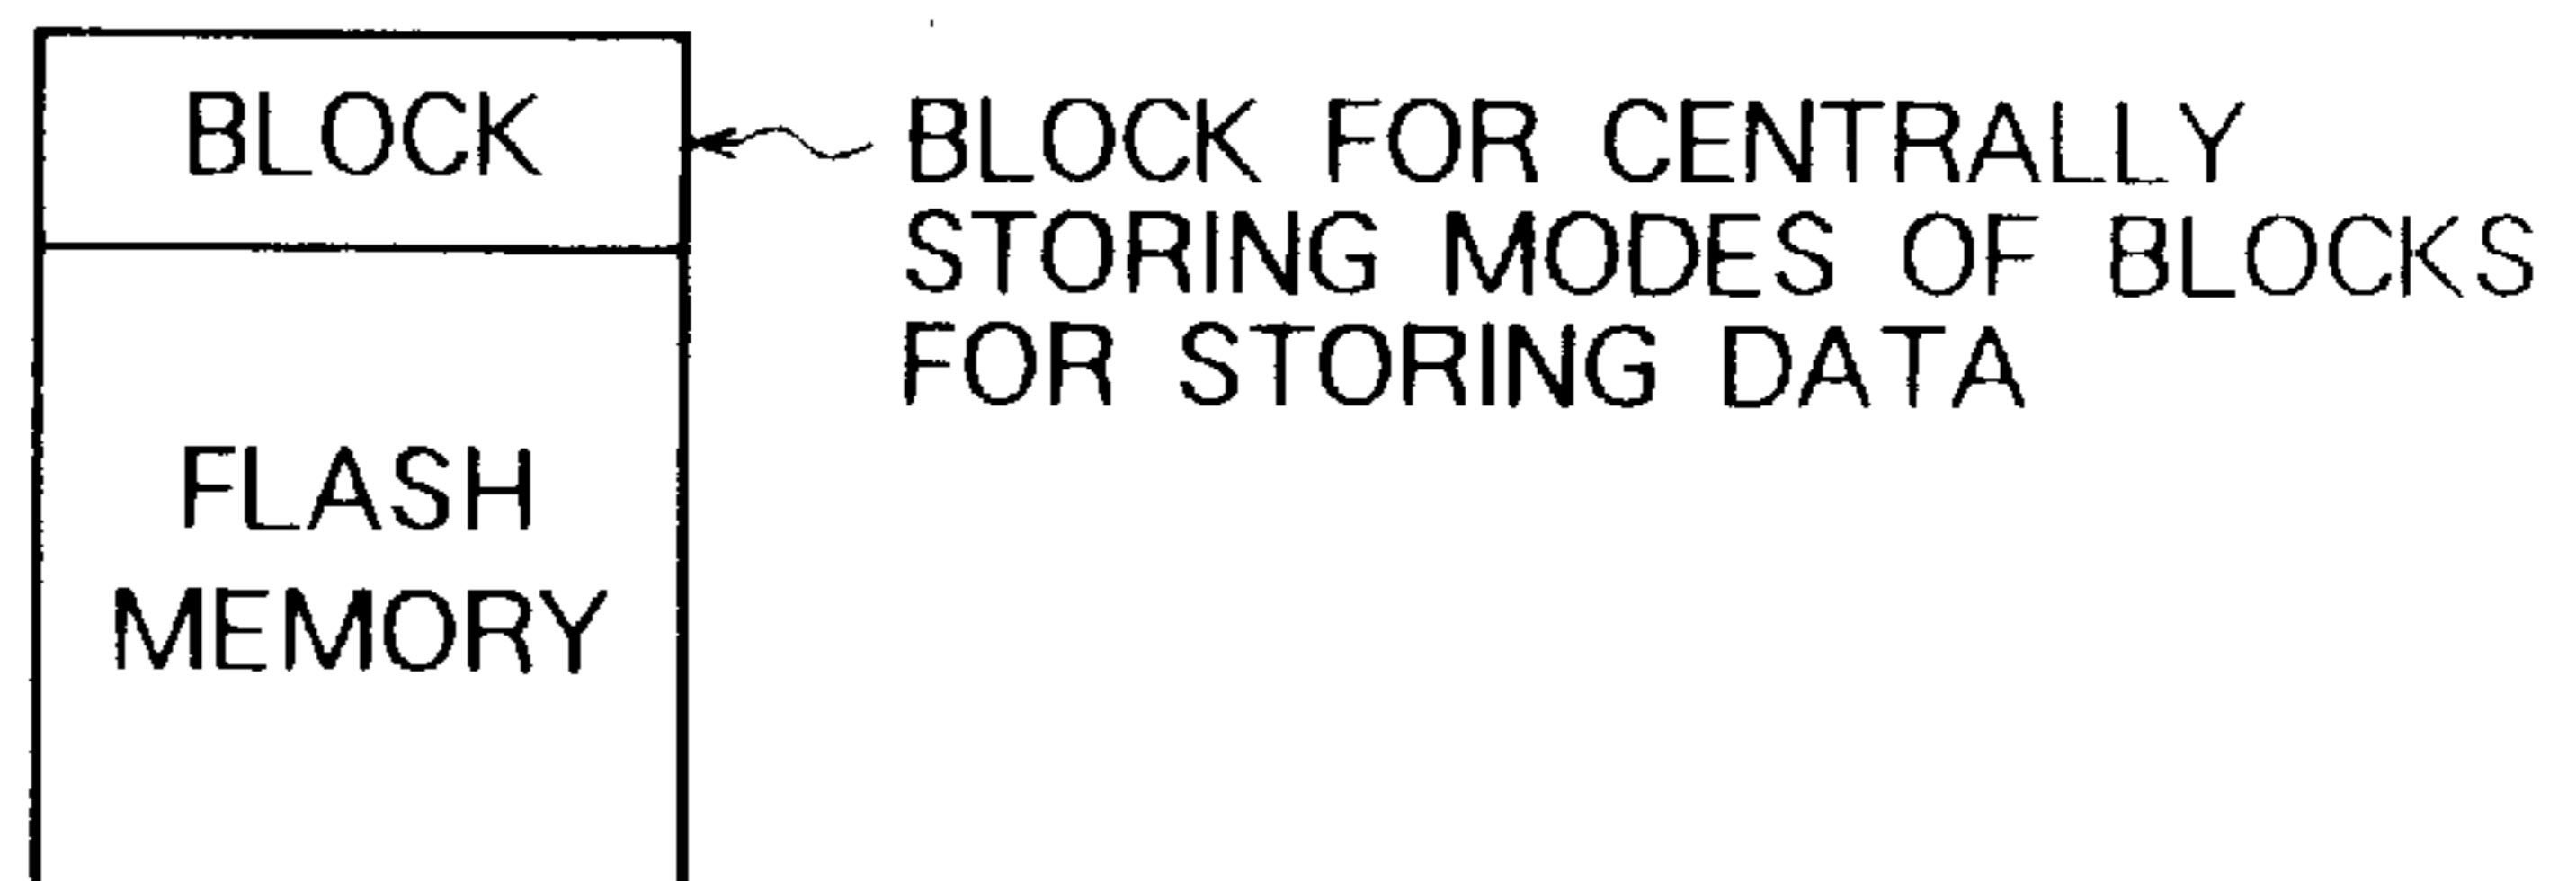 BLOCK
BLOCK FOR CENTRALLY
STORING MODES OF BLOCKS
FOR STORING DATA
FLASH
MEMORY